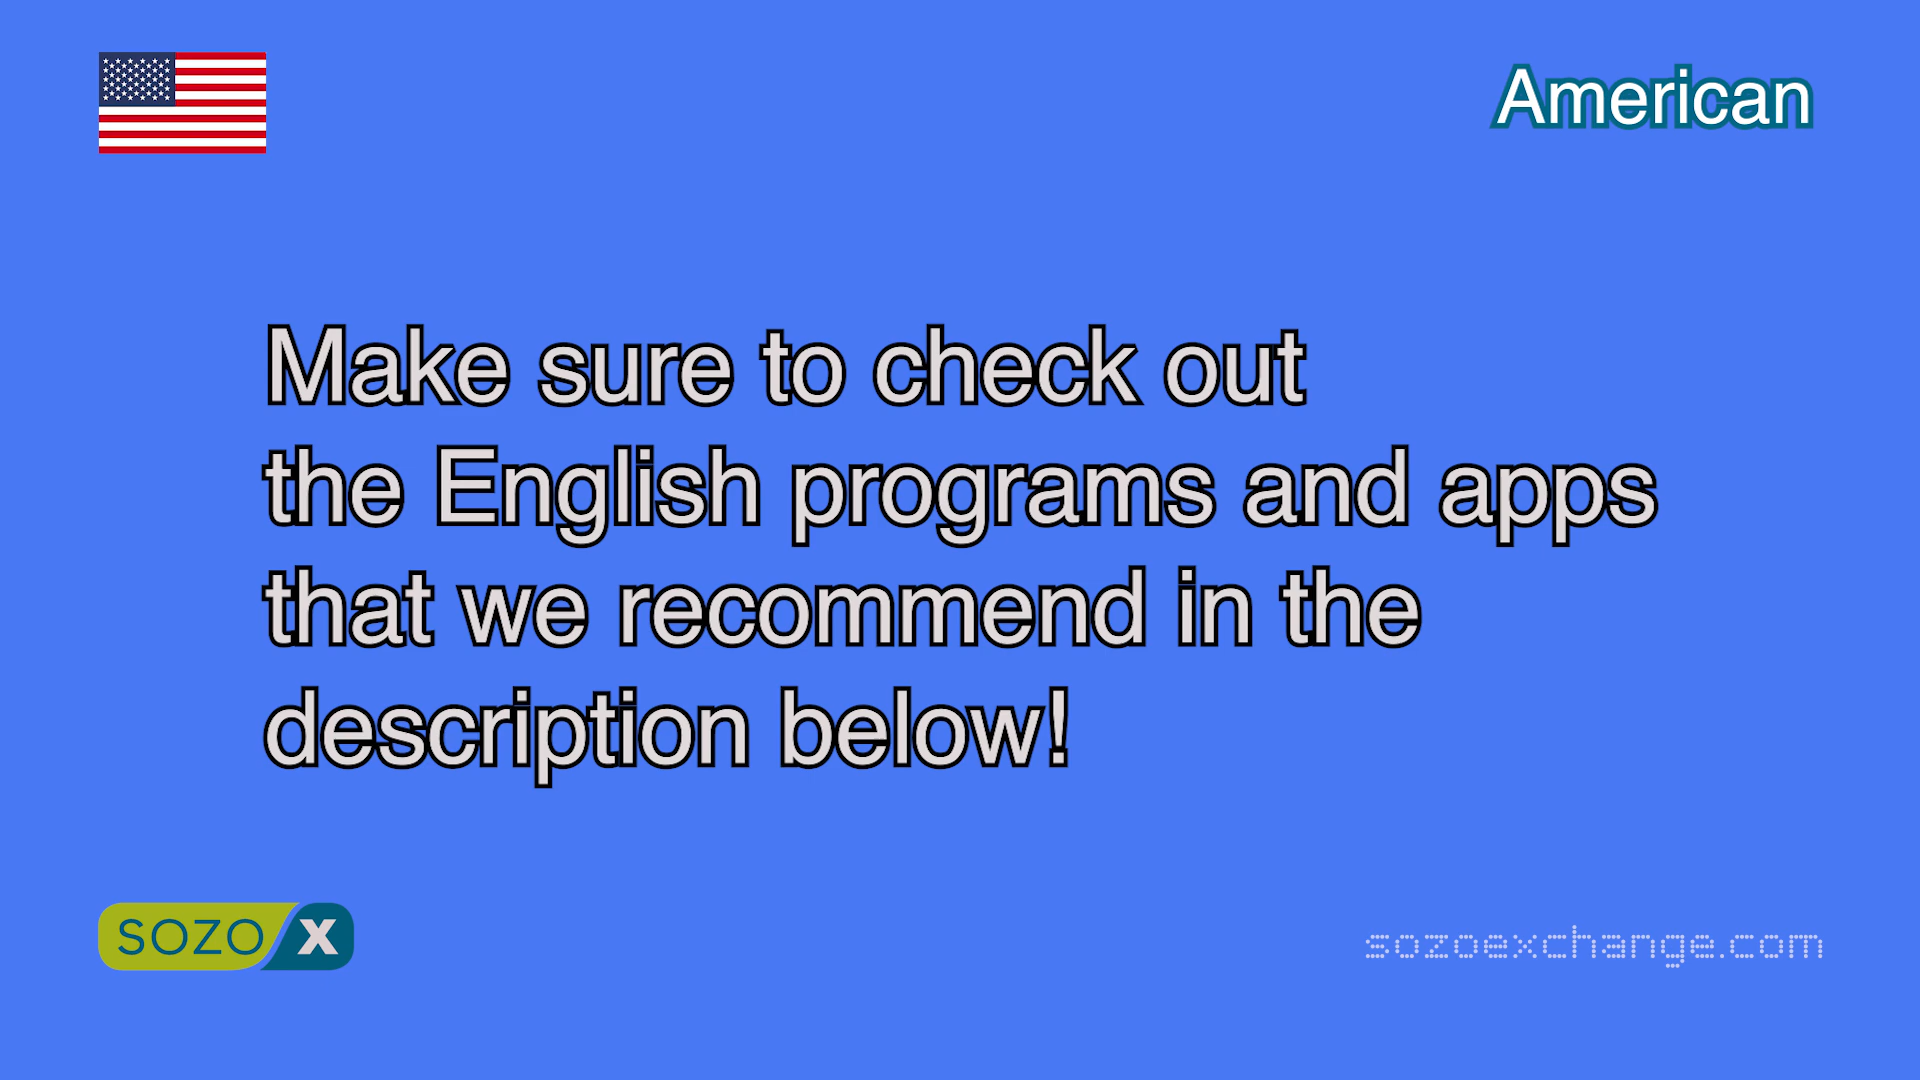 American
Make sure to check out
the English programs and apps
that we recommend in the
description below!
SOZO X
sozoexchange.com